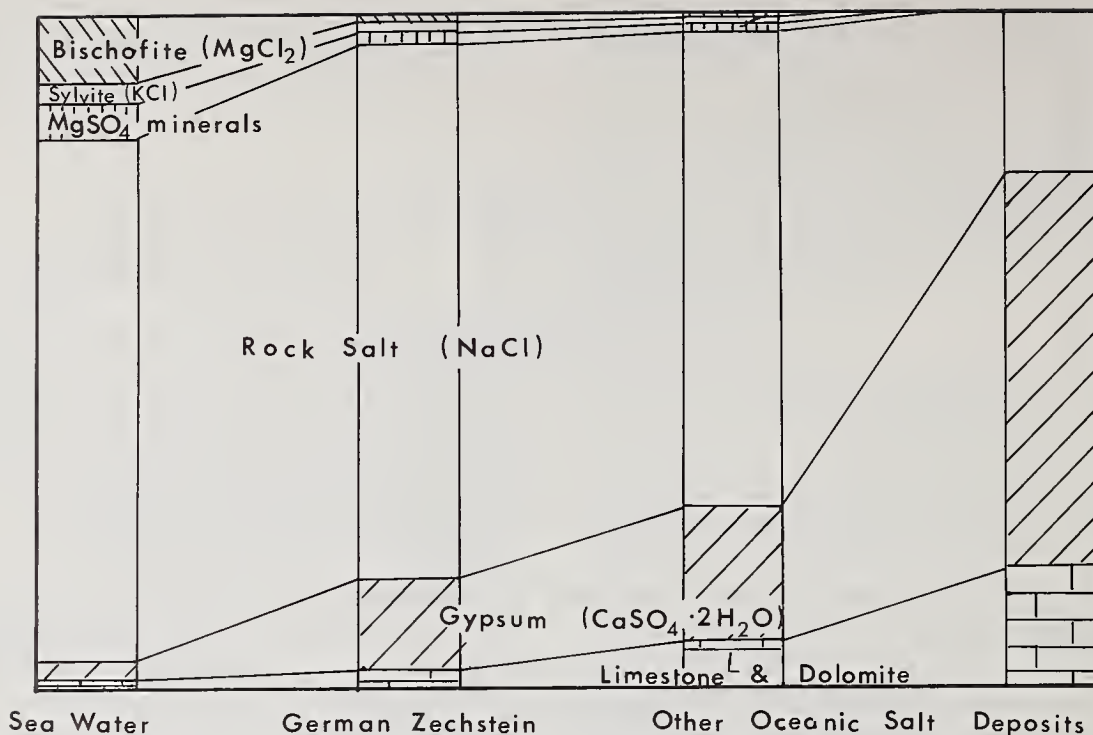 Bischofite (MgCl₂)
Sylvite (KCl)
MgSO₄ minerals
Rock Salt (NaCl)
Gypsum (CaSO₄ · 2H₂O)
Limestone & Dolomite
Sea Water German Zechstein Other Oceanic Salt Deposits